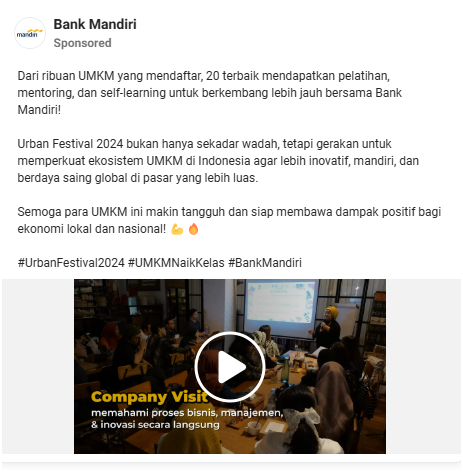 mandiri
Bank Mandiri
Sponsored
Dari ribuan UMKM yang mendaftar, 20 terbaik mendapatkan pelatihan,
mentoring, dan self-learning untuk berkembang lebih jauh bersama Bank
Mandiri!
Urban Festival 2024 bukan hanya sekadar wadah, tetapi gerakan untuk
memperkuat ekosistem UMKM di Indonesia agar lebih inovatif, mandiri, dan
berdaya saing global di pasar yang lebih luas.
Semoga para UMKM ini makin tangguh dan siap membawa dampak positif bagi
ekonomi lokal dan nasional! 💪🔥
#UrbanFestival2024 #UMKMNaikKelas #BankMandiri
Company Visit
memahami proses bisnis, manajemen,
& inovasi secara langsung